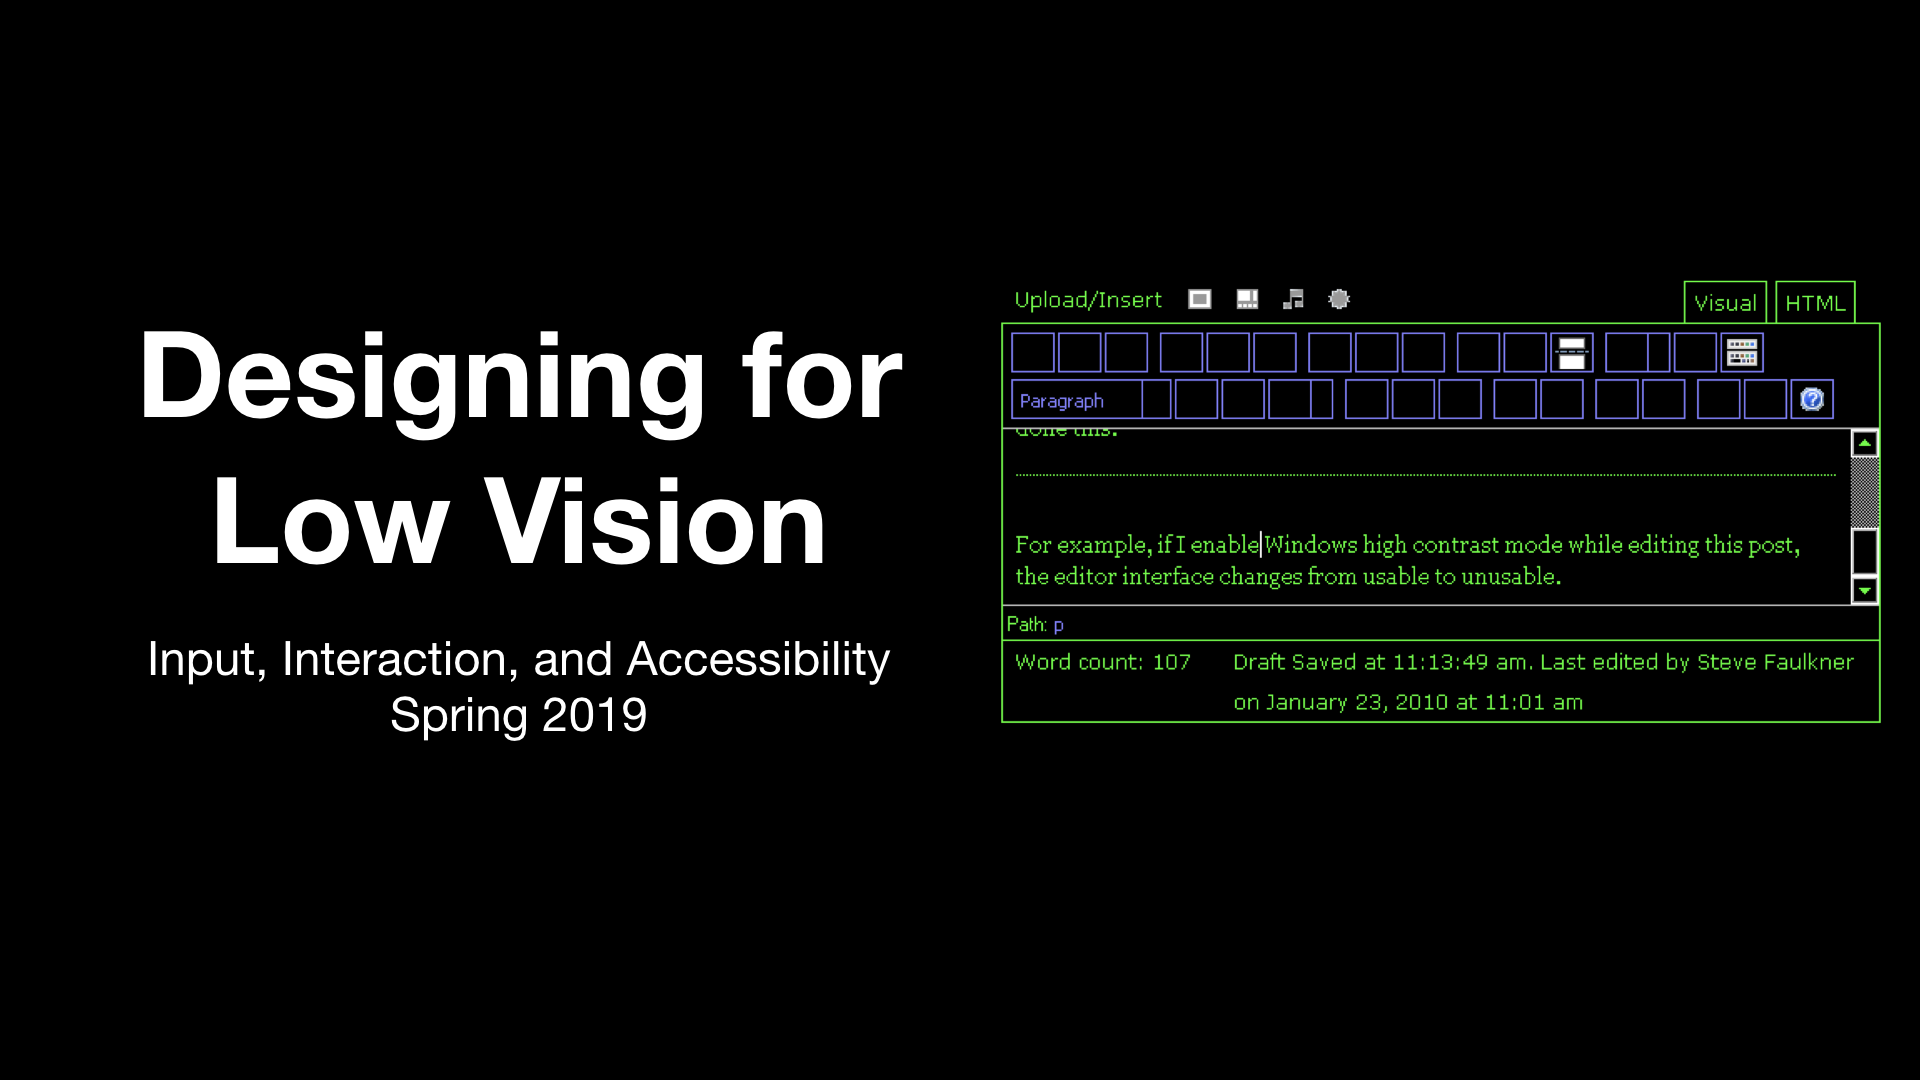 Designing for
Low Vision
Input, Interaction, and Accessibility
Spring 2019
Upload/Insert
Visual
HTML
Paragraph
done this.
For example, if I enable Windows high contrast mode while editing this post,
the editor interface changes from usable to unusable.
Path: p
Word count: 107
Draft Saved at 11:13:49 am. Last edited by Steve Faulkner
on January 23, 2010 at 11:01 am